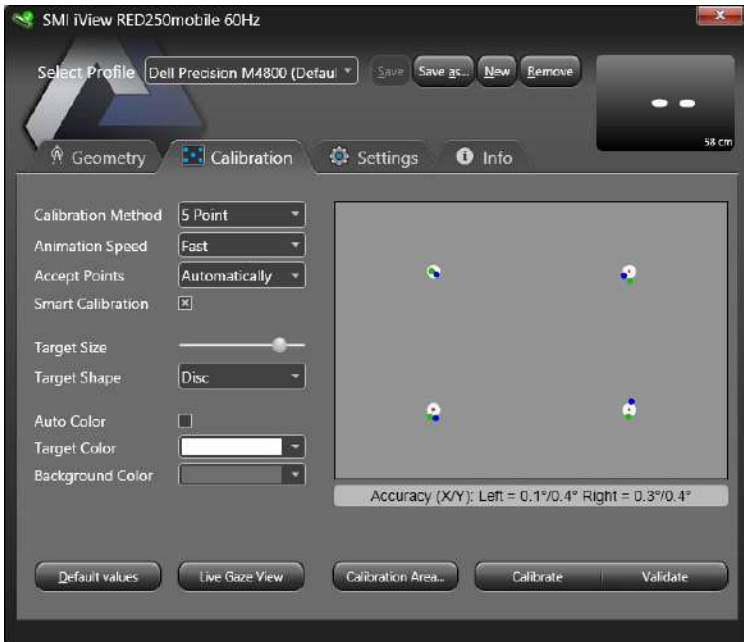 SMI iView RED250mobile 60Hz
Select Profile Dell Precision M4800 (Defaul Save Save as... New Remove
58 cm
Geometry Calibration Settings Info
Calibration Method 5 Point
Animation Speed Fast
Accept Points Automatically
Smart Calibration
Target Size
Target Shape Disc
Auto Color
Target Color
Background Color
Accuracy (X/Y): Left = 0.1°/0.4° Right = 0.3°/0.4°
Default values Live Gaze View Calibration Area... Calibrate Validate